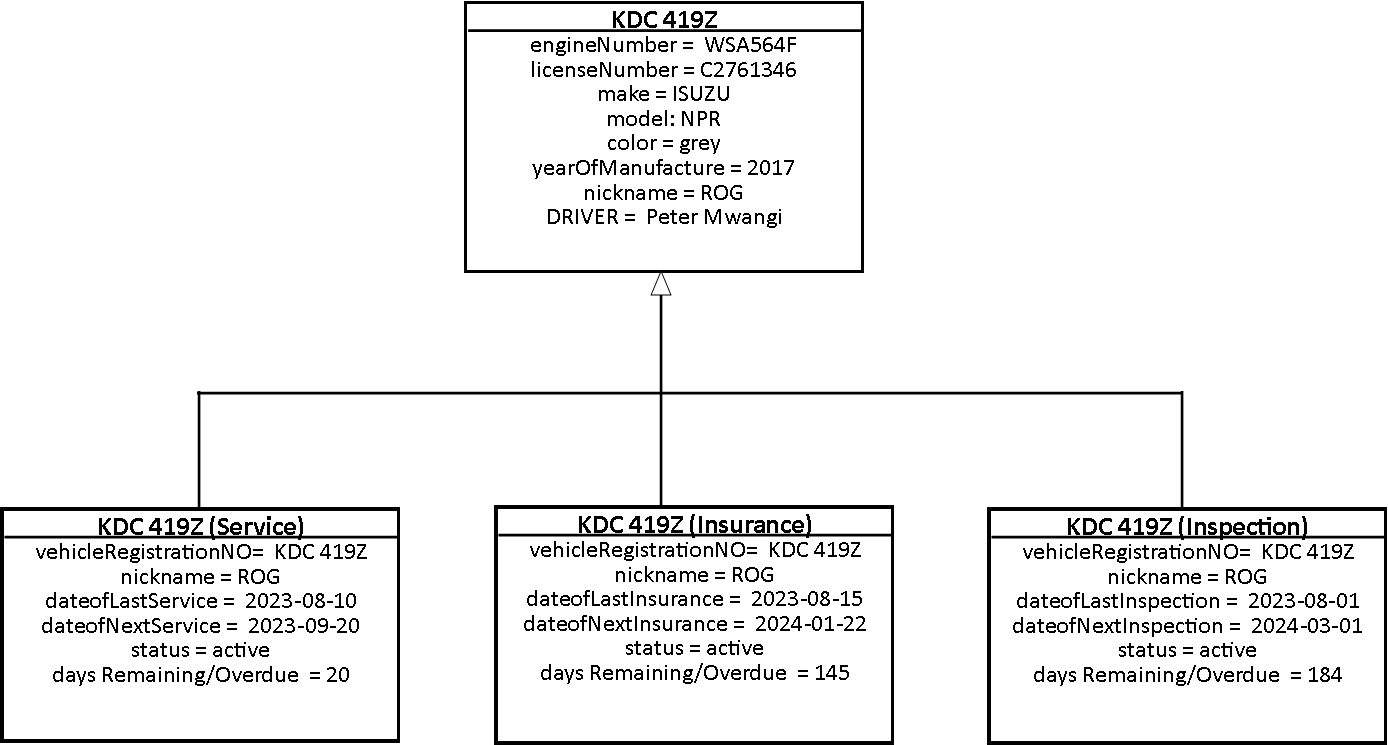 KDC 419Z
engineNumber = WSA564F
licenseNumber = C2761346
make = ISUZU
model: NPR
color = grey
yearOfManufacture = 2017
nickname = ROG
DRIVER = Peter Mwangi
KDC 419Z (Service)
vehicleRegistrationNO= KDC 419Z
nickname = ROG
dateofLastService = 2023-08-10
dateofNextService = 2023-09-20
status = active
days Remaining/Overdue = 20
KDC 419Z (Insurance)
vehicleRegistrationNO= KDC 419Z
nickname = ROG
dateofLastInsurance = 2023-08-15
dateofNextInsurance = 2024-01-22
status = active
days Remaining/Overdue = 145
KDC 419Z (Inspection)
vehicleRegistrationNO= KDC 419Z
nickname = ROG
dateofLastInspection = 2023-08-01
dateofNextInspection = 2024-03-01
status = active
days Remaining/Overdue = 184